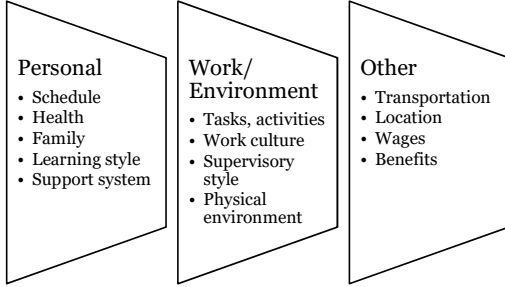 Personal
• Schedule
• Health
• Family
• Learning style
• Support system
Work/
Environment
• Tasks, activities
• Work culture
• Supervisory
style
• Physical
environment
Other
• Transportation
• Location
• Wages
• Benefits